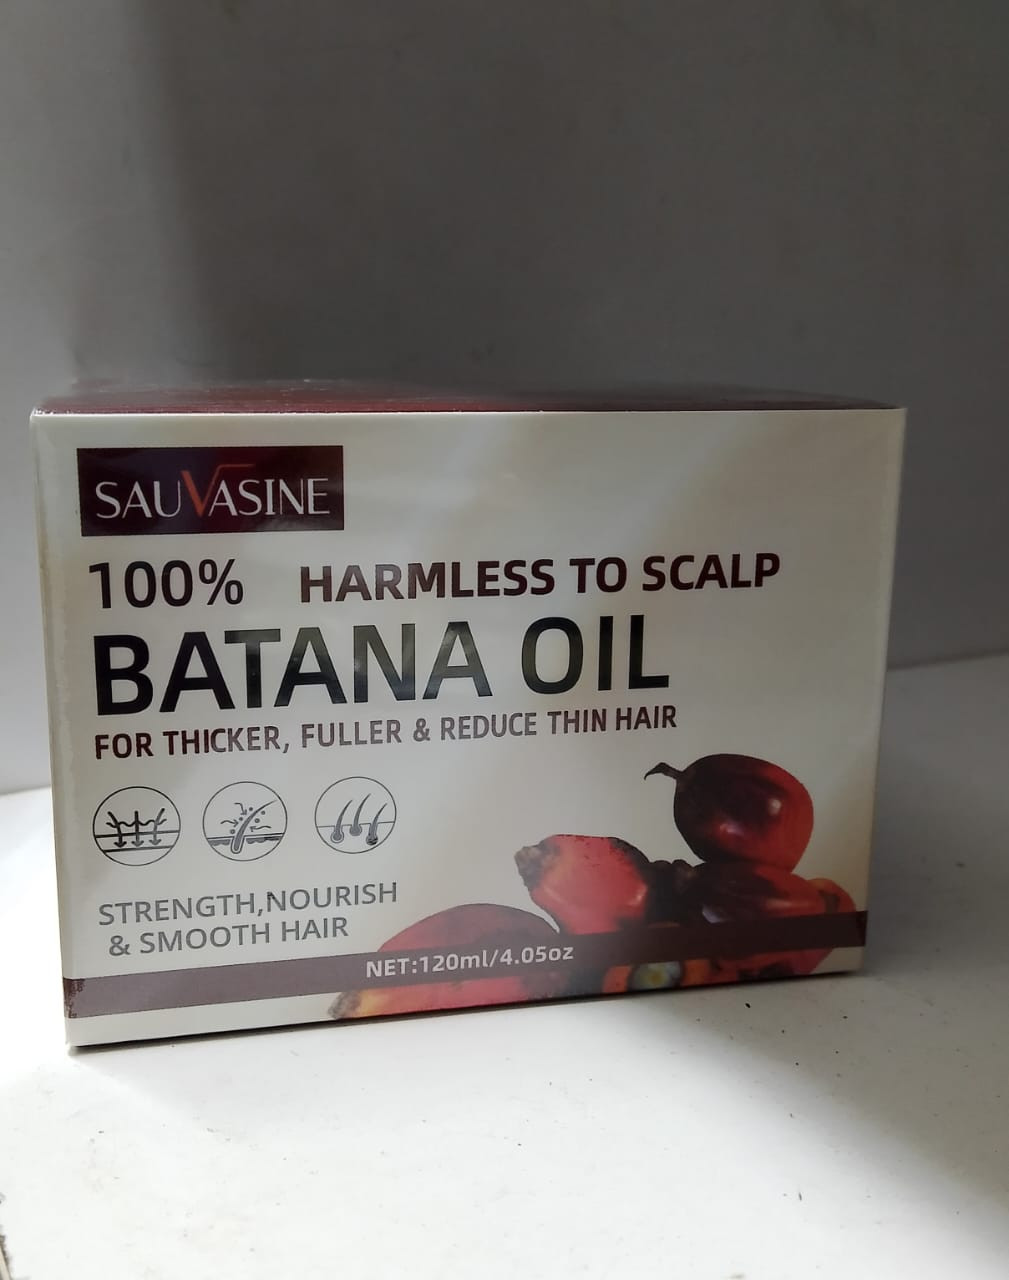 SAUVASINE
100% HARMLESS TO SCALP
BATANA OIL
FOR THICKER, FULLER & REDUCE THIN HAIR
STRENGTH,NOURISH
& SMOOTH HAIR
NET:120ml/4.05oz